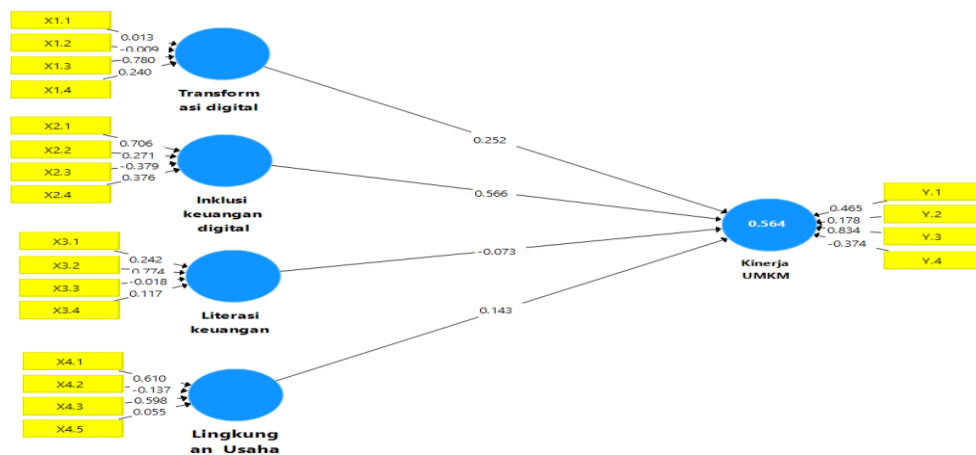 X1.1
X1.2
X1.3
X1.4
0.013
-0.009
0.780
0.240
Transform
asi digital
X2.1
X2.2
X2.3
X2.4
0.706
0.271
-0.379
0.376
Inklusi
keuangan
digital
X3.1
X3.2
X3.3
X3.4
0.242
0.774
-0.018
0.117
Literasi
keuangan
X4.1
X4.2
X4.3
X4.5
0.610
-0.137
0.598
0.055
Lingkung
an Usaha
0.252
0.566
-0.073
0.143
0.564
Kinerja
UMKM
0.465
0.178
0.834
-0.374
Y.1
Y.2
Y.3
Y.4